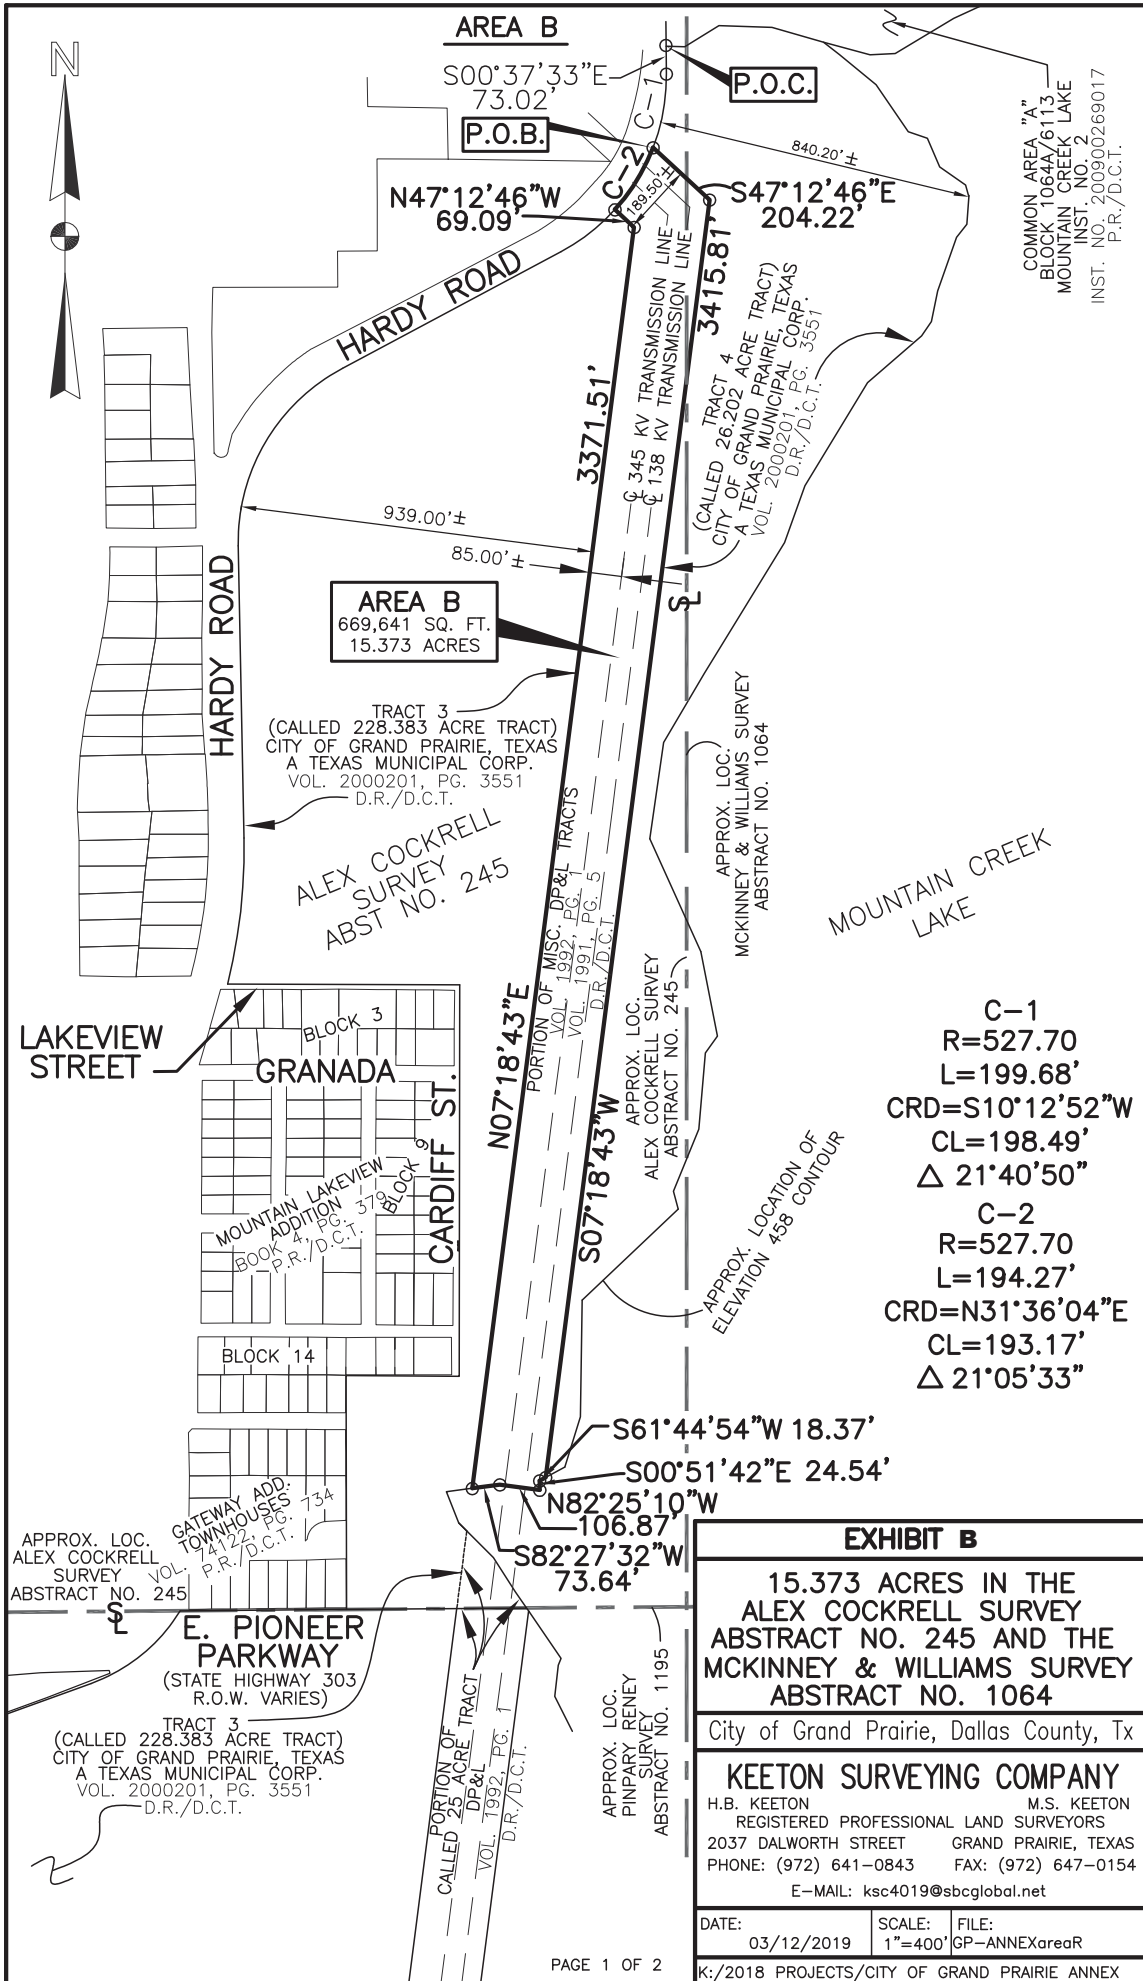 AREA B
N
S00°37'33"E
73.02'
P.O.C.
P.O.B.
C-1
C-2
840.20'±
COMMON AREA "A"
BLOCK 1064A/6113
MOUNTAIN CREEK LAKE
INST. NO. 2
INST. NO. 200900269017
P.R./D.C.T.
N47°12'46"W
69.09'
189.50'±
S47°12'46"E
204.22'
3415.81'
HARDY ROAD
3371.51'
℄ 345 KV TRANSMISSION LINE
℄ 138 KV TRANSMISSION LINE
TRACT 4
(CALLED 26.202 ACRE TRACT)
CITY OF GRAND PRAIRIE, TEXAS
A TEXAS MUNICIPAL CORP.
VOL. 2000201, PG. 3551
D.R./D.C.T.
939.00'±
85.00'±
HARDY ROAD
AREA B
669,641 SQ. FT.
15.373 ACRES
SL
TRACT 3
(CALLED 228.383 ACRE TRACT)
CITY OF GRAND PRAIRIE, TEXAS
A TEXAS MUNICIPAL CORP.
VOL. 2000201, PG. 3551
D.R./D.C.T.
ALEX COCKRELL
SURVEY
ABST NO. 245
APPROX. LOC.
MCKINNEY & WILLIAMS SURVEY
ABSTRACT NO. 1064
MOUNTAIN CREEK
LAKE
PORTION OF MISC. DP&L TRACTS
VOL. 1992, PG. 1
VOL. 1991, PG. 5
D.R./D.C.T.
N07°18'43"E
S07°18'43"W
APPROX. LOC.
ALEX COCKRELL SURVEY
ABSTRACT NO. 245
LAKEVIEW
STREET
BLOCK 3
GRANADA
CARDIFF ST.
BLOCK 9
MOUNTAIN LAKEVIEW
ADDITION
BOOK 4, PG. 379
P.R./D.C.T.
BLOCK 14
APPROX. LOCATION OF
ELEVATION 458 CONTOUR
C-1
R=527.70
L=199.68'
CRD=S10°12'52"W
CL=198.49'
△ 21°40'50"
C-2
R=527.70
L=194.27'
CRD=N31°36'04"E
CL=193.17'
△ 21°05'33"
S61°44'54"W 18.37'
S00°51'42"E 24.54'
N82°25'10"W
106.87'
S82°27'32"W
73.64'
GATEWAY ADD.
TOWNHOUSES
VOL. 74122, PG. 734
P.R./D.C.T.
APPROX. LOC.
ALEX COCKRELL
SURVEY
ABSTRACT NO. 245
SL
E. PIONEER
PARKWAY
(STATE HIGHWAY 303
R.O.W. VARIES)
TRACT 3
(CALLED 228.383 ACRE TRACT)
CITY OF GRAND PRAIRIE, TEXAS
A TEXAS MUNICIPAL CORP.
VOL. 2000201, PG. 3551
D.R./D.C.T.
PORTION OF
CALLED 25 ACRE TRACT
DP&L
VOL. 1992, PG. 1
D.R./D.C.T.
APPROX. LOC.
PINPARY RENEY
SURVEY
ABSTRACT NO. 1195
EXHIBIT B
15.373 ACRES IN THE
ALEX COCKRELL SURVEY
ABSTRACT NO. 245 AND THE
MCKINNEY & WILLIAMS SURVEY
ABSTRACT NO. 1064
City of Grand Prairie, Dallas County, Tx
KEETON SURVEYING COMPANY
H.B. KEETON M.S. KEETON
REGISTERED PROFESSIONAL LAND SURVEYORS
2037 DALWORTH STREET GRAND PRAIRIE, TEXAS
PHONE: (972) 641-0843 FAX: (972) 647-0154
E-MAIL: ksc4019@sbcglobal.net
DATE: SCALE: FILE:
03/12/2019 1"=400' GP-ANNEXareaR
K:/2018 PROJECTS/CITY OF GRAND PRAIRIE ANNEX
PAGE 1 OF 2